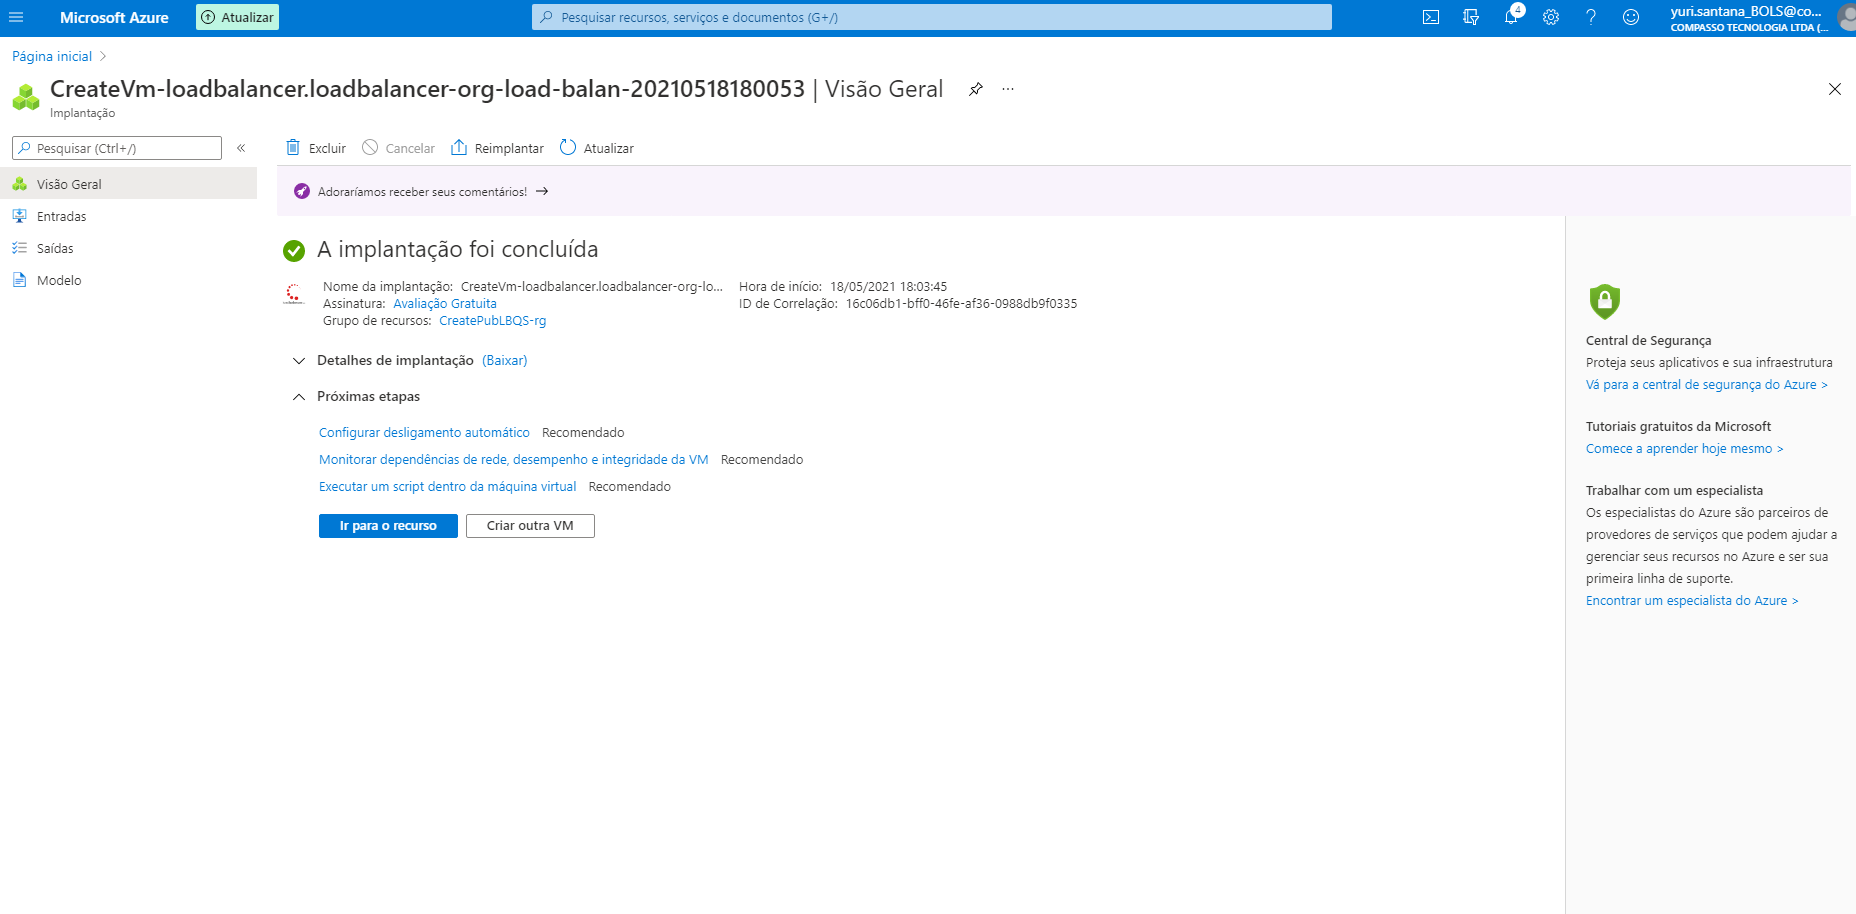 Microsoft Azure
Atualizar
Pesquisar recursos, serviços e documentos (G+/)
4
yuri.santana_BOLS@co...
COMPASSO TECNOLOGIA LTDA (...
Página inicial
CreateVm-loadbalancer.loadbalancer-org-load-balan-20210518180053 | Visão Geral
Implantação
Pesquisar (Ctrl+/)
Excluir
Cancelar
Reimplantar
Atualizar
Visão Geral
Entradas
Saídas
Modelo
Adoraríamos receber seus comentários!
A implantação foi concluída
Nome da implantação: CreateVm-loadbalancer.loadbalancer-org-lo...
Assinatura: Avaliação Gratuita
Grupo de recursos: CreatePubLBQS-rg
Hora de início: 18/05/2021 18:03:45
ID de Correlação: 16c06db1-bff0-46fe-af36-0988db9f0335
Detalhes de implantação (Baixar)
Próximas etapas
Configurar desligamento automático Recomendado
Monitorar dependências de rede, desempenho e integridade da VM Recomendado
Executar um script dentro da máquina virtual Recomendado
Ir para o recurso
Criar outra VM
Central de Segurança
Proteja seus aplicativos e sua infraestrutura
Vá para a central de segurança do Azure >
Tutoriais gratuitos da Microsoft
Comece a aprender hoje mesmo >
Trabalhar com um especialista
Os especialistas do Azure são parceiros de
provedores de serviços que podem ajudar a
gerenciar seus recursos no Azure e ser sua
primeira linha de suporte.
Encontrar um especialista do Azure >